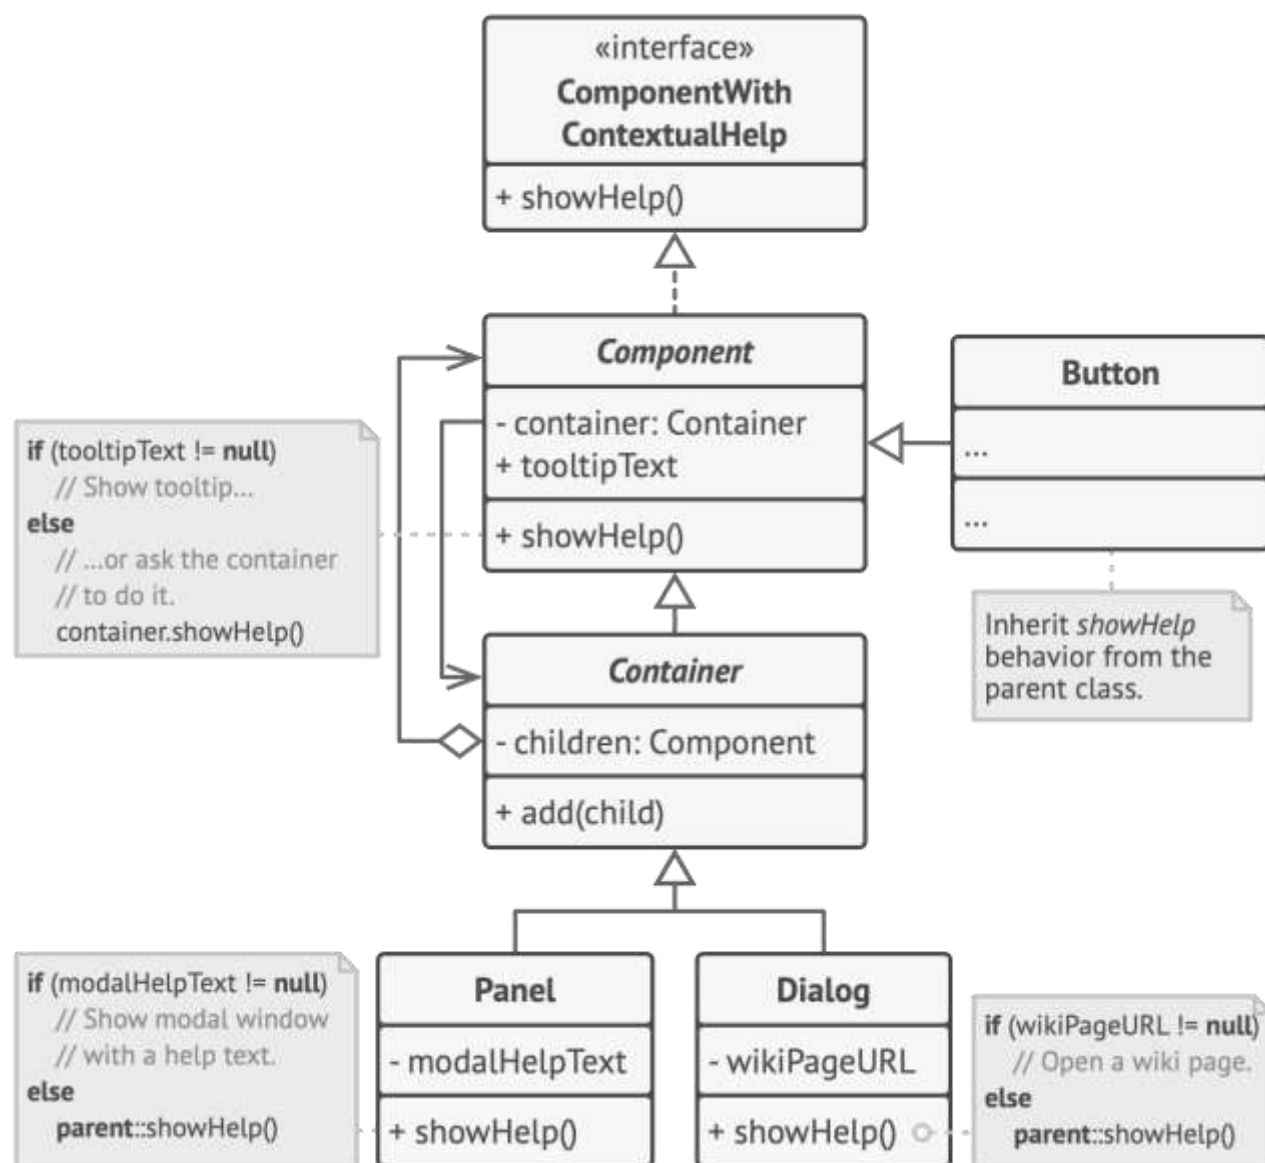 «interface»
ComponentWith
ContextualHelp
+ showHelp()
Component
- container: Container
+ tooltipText
+ showHelp()
Button
...
...
if (tooltipText != null)
// Show tooltip...
else
// ...or ask the container
// to do it.
container.showHelp()
Inherit showHelp
behavior from the
parent class.
Container
- children: Component
+ add(child)
if (modalHelpText != null)
// Show modal window
// with a help text.
else
parent::showHelp()
Panel
- modalHelpText
+ showHelp()
Dialog
- wikiPageURL
+ showHelp()
if (wikiPageURL != null)
// Open a wiki page.
else
parent::showHelp()